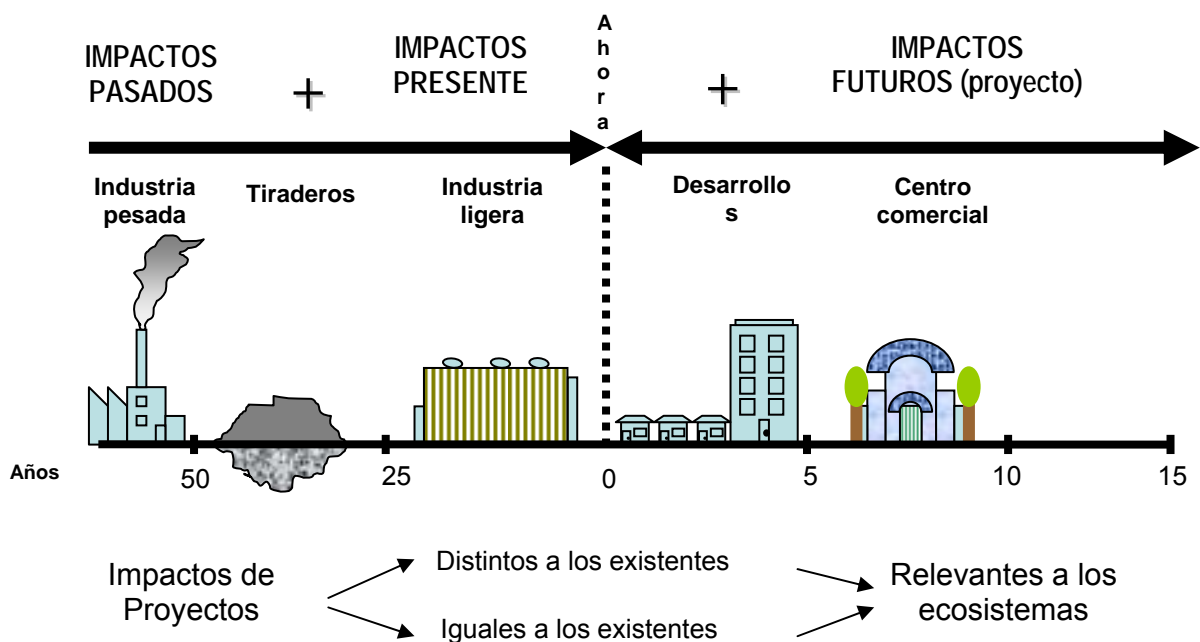 IMPACTOS
PASADOS
+
IMPACTOS
PRESENTE
A
h
o
r
a
+
IMPACTOS
FUTUROS (proyecto)
Industria
pesada
Tiraderos
Industria
ligera
Desarrollo
s
Centro
comercial
Años
50
25
0
5
10
15
Impactos de
Proyectos
Distintos a los existentes
Iguales a los existentes
Relevantes a los
ecosistemas